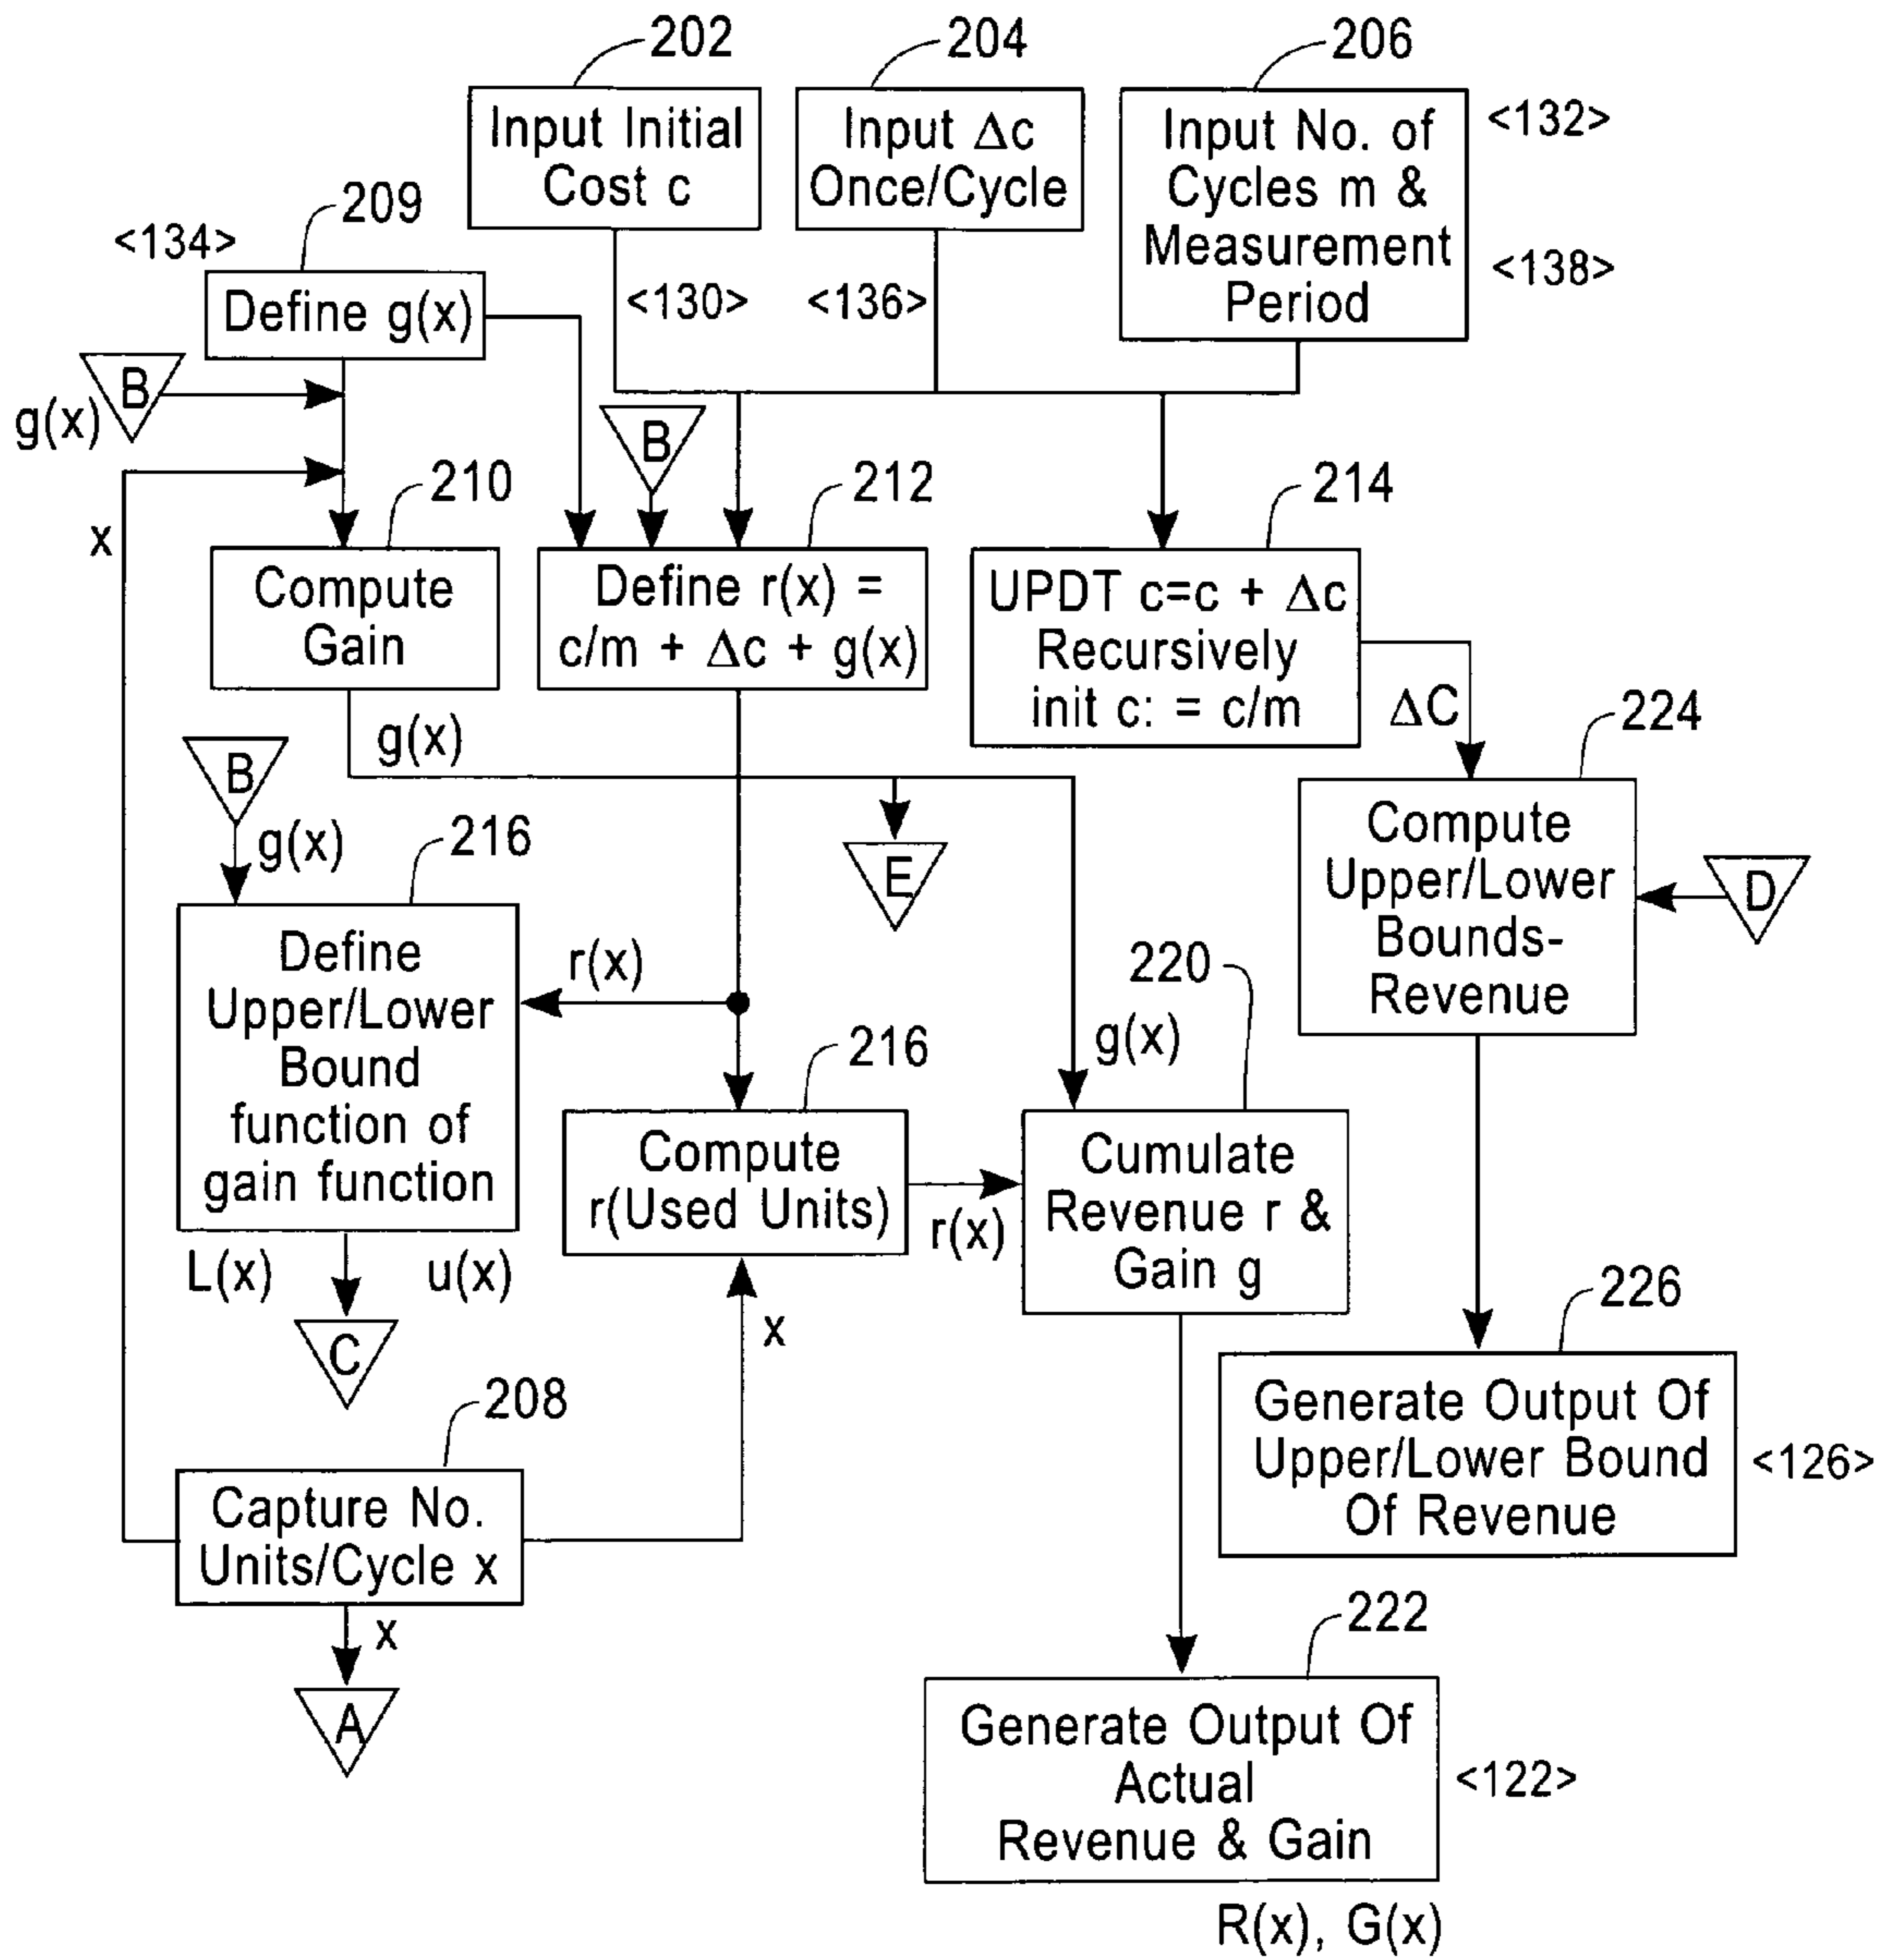 202
204
206
Input Initial
Cost c
Input Δc
Once/Cycle
Input No. of
Cycles m &
Measurement
Period
<132>
<138>
209
<134>
Define g(x)
<130>
<136>
B
g(x)
B
x
210
212
214
Compute
Gain
Define r(x) =
c/m + Δc + g(x)
UPDT c=c + Δc
Recursively
init c: = c/m
g(x)
ΔC
224
B
g(x)
216
E
Compute
Upper/Lower
Bounds-
Revenue
D
Define
Upper/Lower
Bound
function of
gain function
r(x)
216
220
g(x)
Compute
r(Used Units)
r(x)
Cumulate
Revenue r &
Gain g
L(x)
u(x)
C
x
226
Generate Output Of
Upper/Lower Bound
Of Revenue
<126>
208
Capture No.
Units/Cycle x
x
A
222
Generate Output Of
Actual
Revenue & Gain
<122>
R(x), G(x)